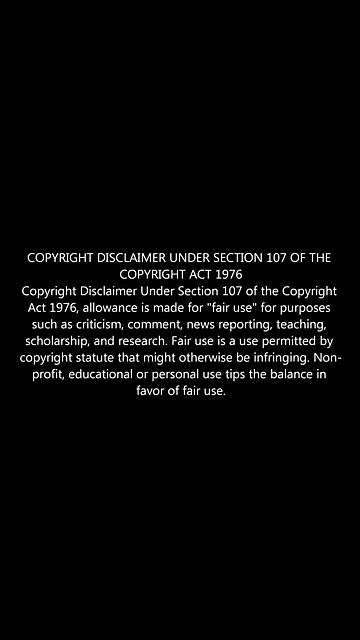 COPYRIGHT DISCLAIMER UNDER SECTION 107 OF THE
COPYRIGHT ACT 1976
Copyright Disclaimer Under Section 107 of the Copyright
Act 1976, allowance is made for "fair use" for purposes
such as criticism, comment, news reporting, teaching,
scholarship, and research. Fair use is a use permitted by
copyright statute that might otherwise be infringing. Non-
profit, educational or personal use tips the balance in
favor of fair use.